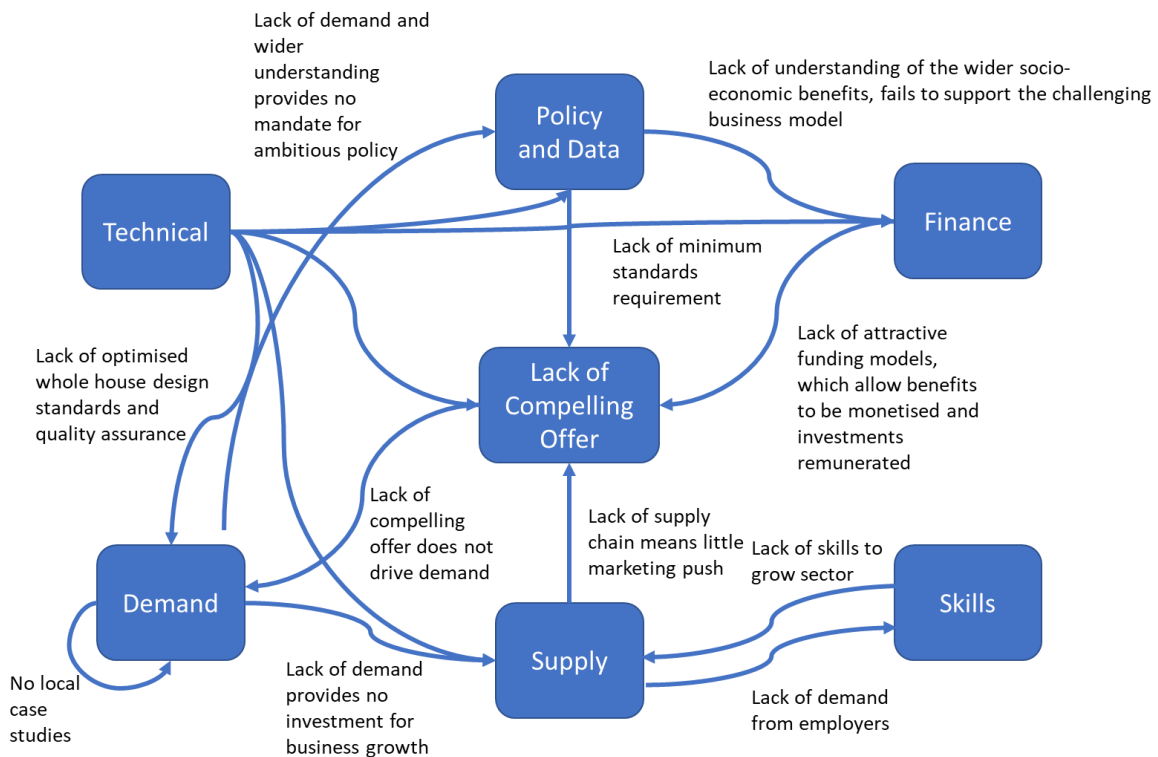 Lack of demand and
wider
understanding
provides no
mandate for
ambitious policy
Policy
and Data
Lack of understanding of the wider socio-
economic benefits, fails to support the challenging
business model
Technical
Finance
Lack of minimum
standards
requirement
Lack of optimised
whole house design
standards and
quality assurance
Lack of
Compelling
Offer
Lack of attractive
funding models,
which allow benefits
to be monetised and
investments
remunerated
Lack of
compelling
offer does not
drive demand
Lack of supply
chain means little
marketing push
Lack of skills to
grow sector
Demand
Supply
Skills
No local
case
studies
Lack of demand
provides no
investment for
business growth
Lack of demand
from employers